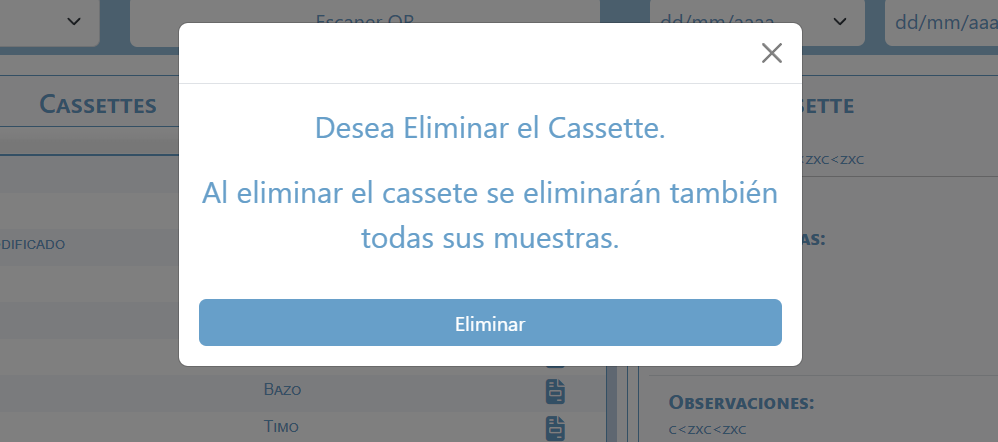 Escaner QR
dd/mm/aaaa
dd/mm/aaa
CASSETTES
ETTE
<ZXC<ZXC
DIFICADO
AS:
Desea Eliminar el Cassette.
Al eliminar el cassete se eliminarán también
todas sus muestras.
Eliminar
BAZO
TIMO
OBSERVACIONES:
C<ZXC<ZXC